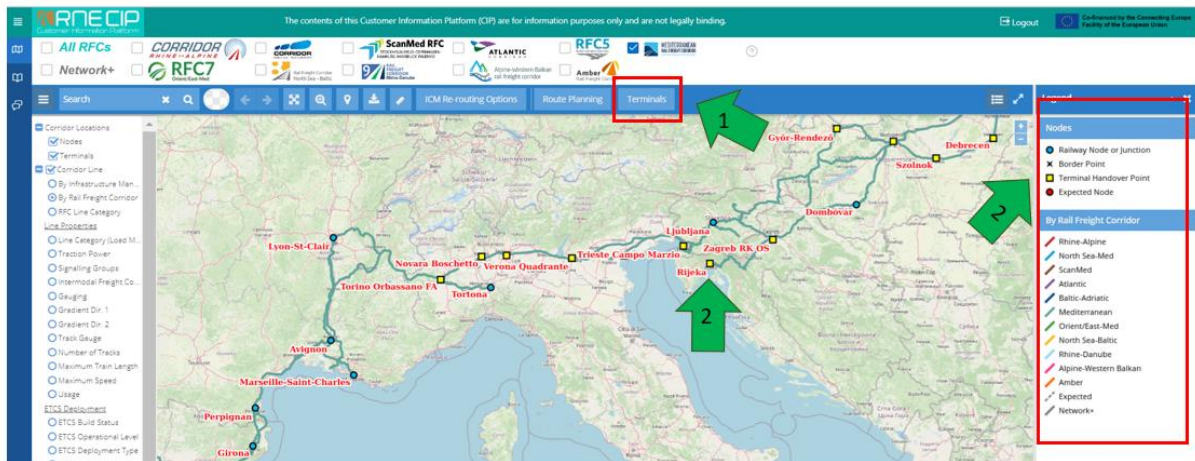 RNE CIP
Customer Information Platform
The contents of this Customer Information Platform (CIP) are for information purposes only and are not legally binding.
Logout
Co-financed by the Connecting Europe
Facility of the European Union
All RFCs
CORRIDOR
RHINE-ALPINE
CORRIDOR
ScanMed RFC
ATLANTIC
CORRIDOR
RFC5
MEDITERRANEAN
Network+
RFC7
Orient/East-Med
Rail Freight Corridor
North Sea - Baltic
Rhine-Danube
Alpine-Western Balkan
rail freight corridor
Amber
Search
ICM Re-routing Options
Route Planning
Terminals
Legend
1
Corridor Locations
Nodes
Terminals
Corridor Line
By Infrastructure Man...
By Rail Freight Corridor
RFC Line Category
Line Properties
Line Category (Load M...
Traction Power
Signalling Groups
Intermodal Freight Co...
Gauging
Gradient Dir. 1
Gradient Dir. 2
Track Gauge
Number of Tracks
Maximum Train Length
Maximum Speed
Usage
ETCS Deployment
ETCS Build Status
ETCS Operational Level
ETCS Deployment Type
Győr-Rendező
Debrecen
Szolnok
Dombóvár
Ljubljana
Zagreb RK OS
Lyon-St-Clair
Novara Boschetto
Verona Quadrante
Trieste Campo Marzio
Rijeka
Torino Orbassano FA
Tortona
Avignon
Marseille-Saint-Charles
Perpignan
Girona
2
2
Nodes
Railway Node or Junction
Border Point
Terminal Handover Point
Expected Node
By Rail Freight Corridor
Rhine-Alpine
North Sea-Med
ScanMed
Atlantic
Baltic-Adriatic
Mediterranean
Orient/East-Med
North Sea-Baltic
Rhine-Danube
Alpine-Western Balkan
Amber
Expected
Network+